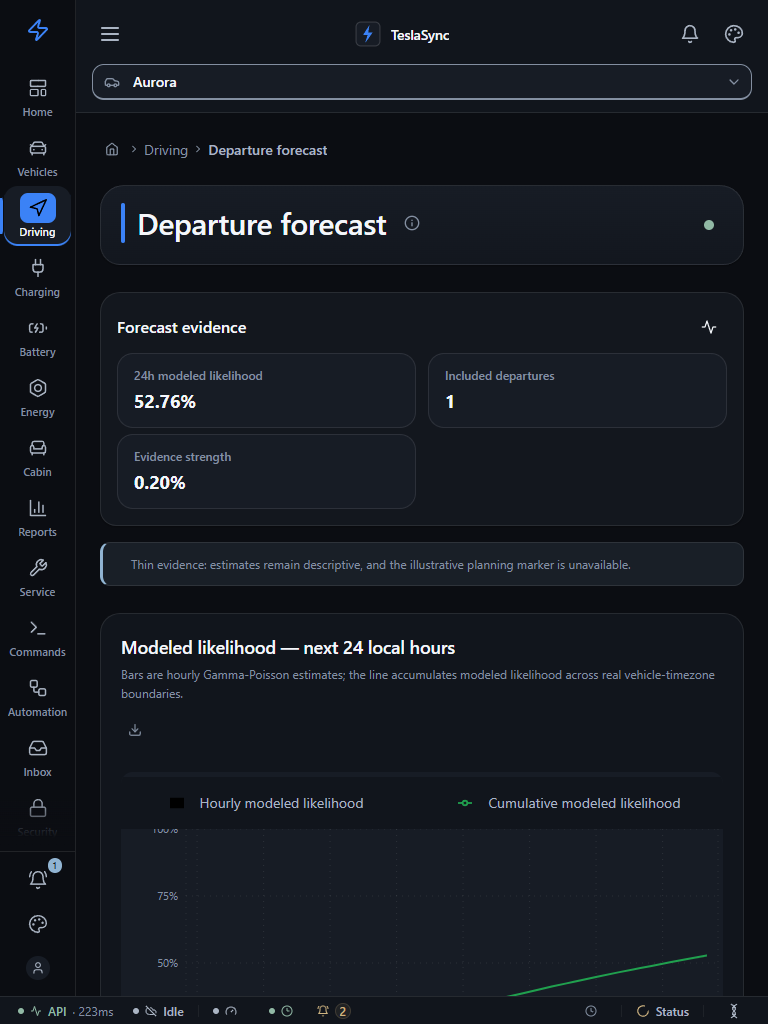 TeslaSync
Aurora
Home
Vehicles
Driving
Charging
Battery
Energy
Cabin
Reports
Service
Commands
Automation
Inbox
Security
1
Driving
Departure forecast
Departure forecast
Forecast evidence
24h modeled likelihood
52.76%
Included departures
1
Evidence strength
0.20%
Thin evidence: estimates remain descriptive, and the illustrative planning marker is unavailable.
Modeled likelihood — next 24 local hours
Bars are hourly Gamma-Poisson estimates; the line accumulates modeled likelihood across real vehicle-timezone
boundaries.
Hourly modeled likelihood
Cumulative modeled likelihood
100%
75%
50%
API · 223ms
Idle
2
Status